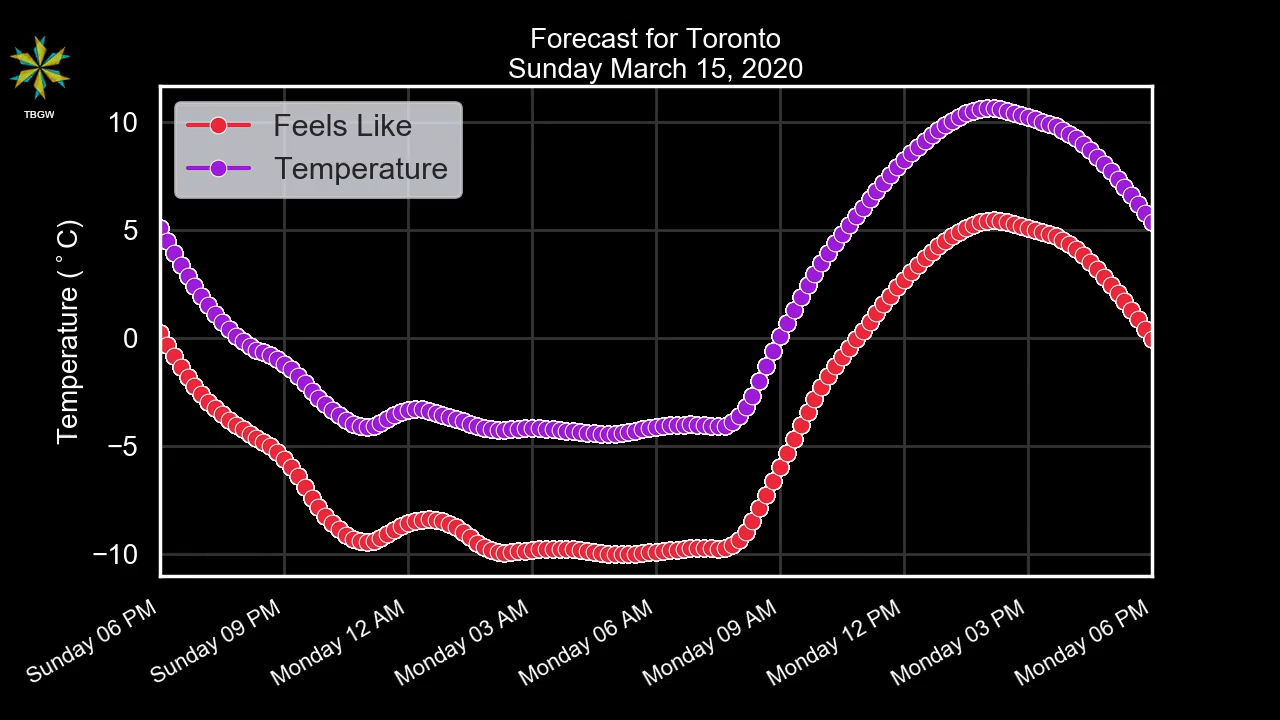 Forecast for Toronto
Sunday March 15, 2020
TBGW
Feels Like
Temperature
Temperature (°C)
10
5
0
−5
−10
Sunday 06 PM
Sunday 09 PM
Monday 12 AM
Monday 03 AM
Monday 06 AM
Monday 09 AM
Monday 12 PM
Monday 03 PM
Monday 06 PM